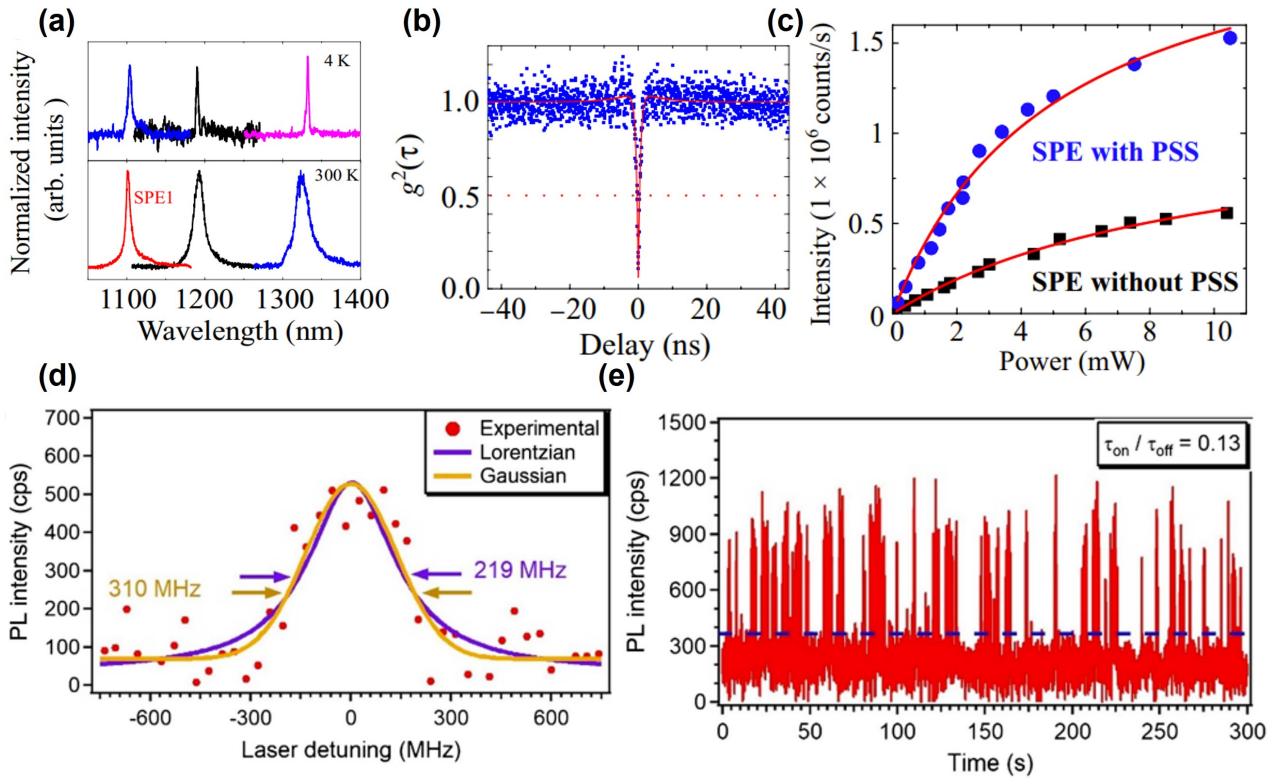 (a)
Normalized intensity
(arb. units)
4 K
300 K
SPE1
1100 1200 1300 1400
Wavelength (nm)
(b)
g²(τ)
1.0
0.5
0.0
−40 −20 0 20 40
Delay (ns)
(c)
Intensity (1 × 10⁶ counts/s)
1.5
1
0.5
0
SPE with PSS
SPE without PSS
0 2 4 6 8 10
Power (mW)
(d)
PL intensity (cps)
700
600
500
400
300
200
100
0
Experimental
Lorentzian
Gaussian
310 MHz
219 MHz
-600 -300 0 300 600
Laser detuning (MHz)
(e)
PL intensity (cps)
1500
1200
900
600
300
0
τon / τoff = 0.13
0 50 100 150 200 250 300
Time (s)